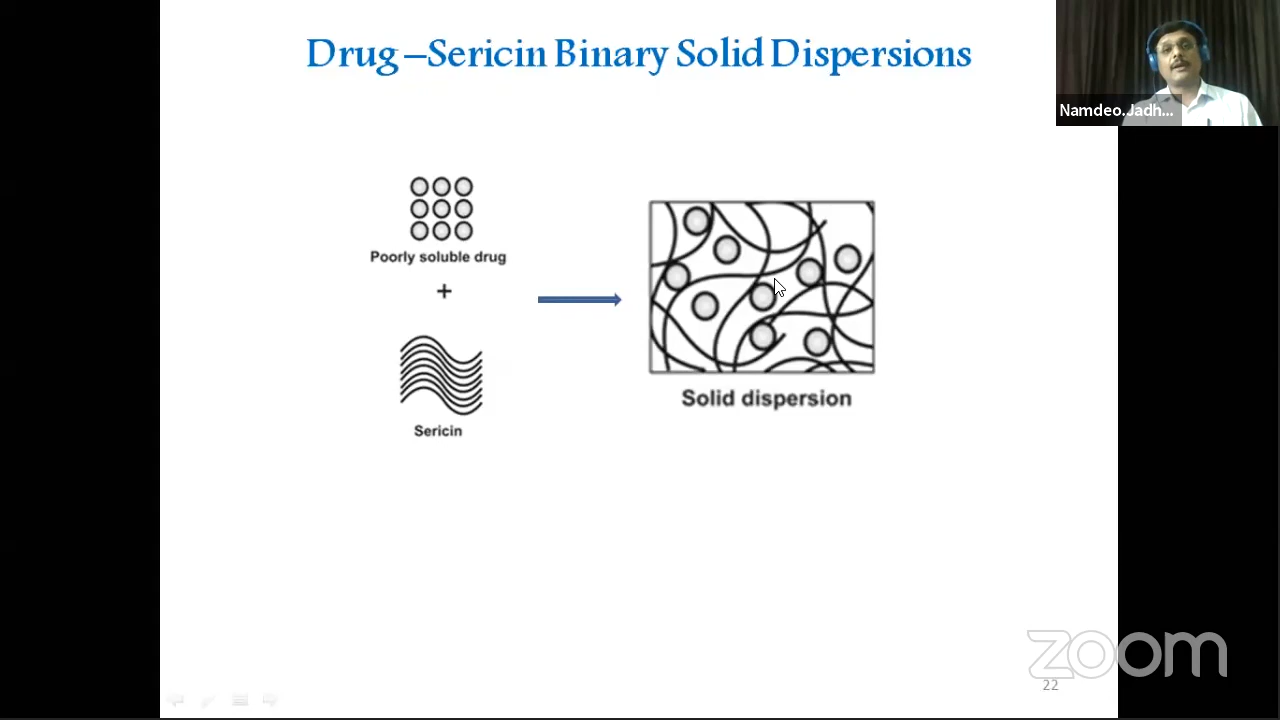 Drug –Sericin Binary Solid Dispersions
Namdeo.Jadh...
Poorly soluble drug
+
Sericin
Solid dispersion
zoom
22